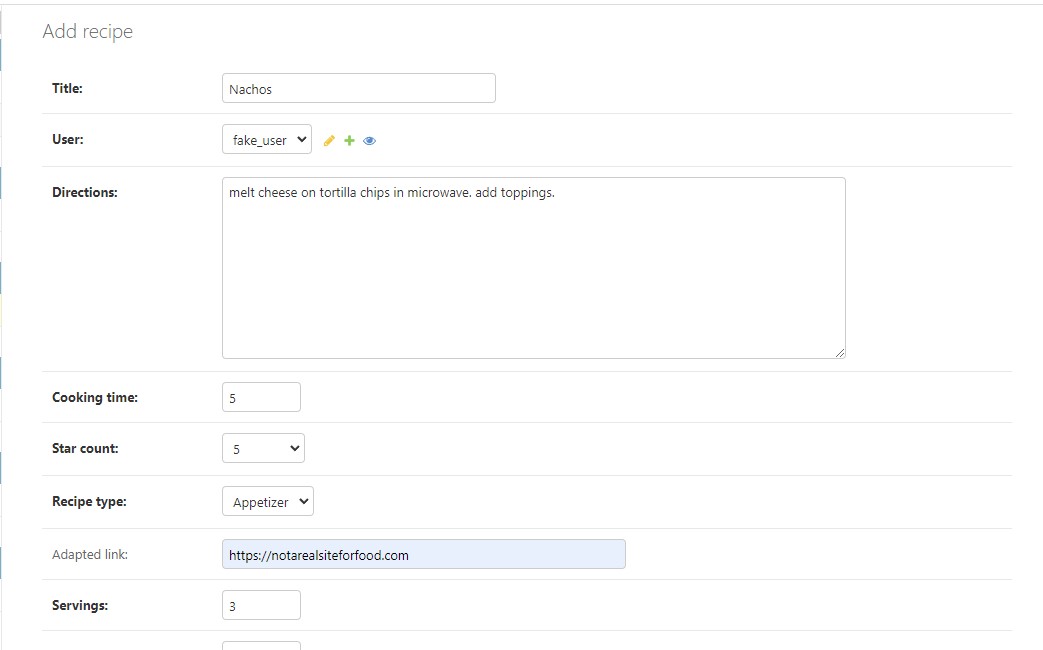 Add recipe
Title: Nachos
User: fake_user
Directions: melt cheese on tortilla chips in microwave. add toppings.
Cooking time: 5
Star count: 5
Recipe type: Appetizer
Adapted link: https://notarealsiteforfood.com
Servings: 3